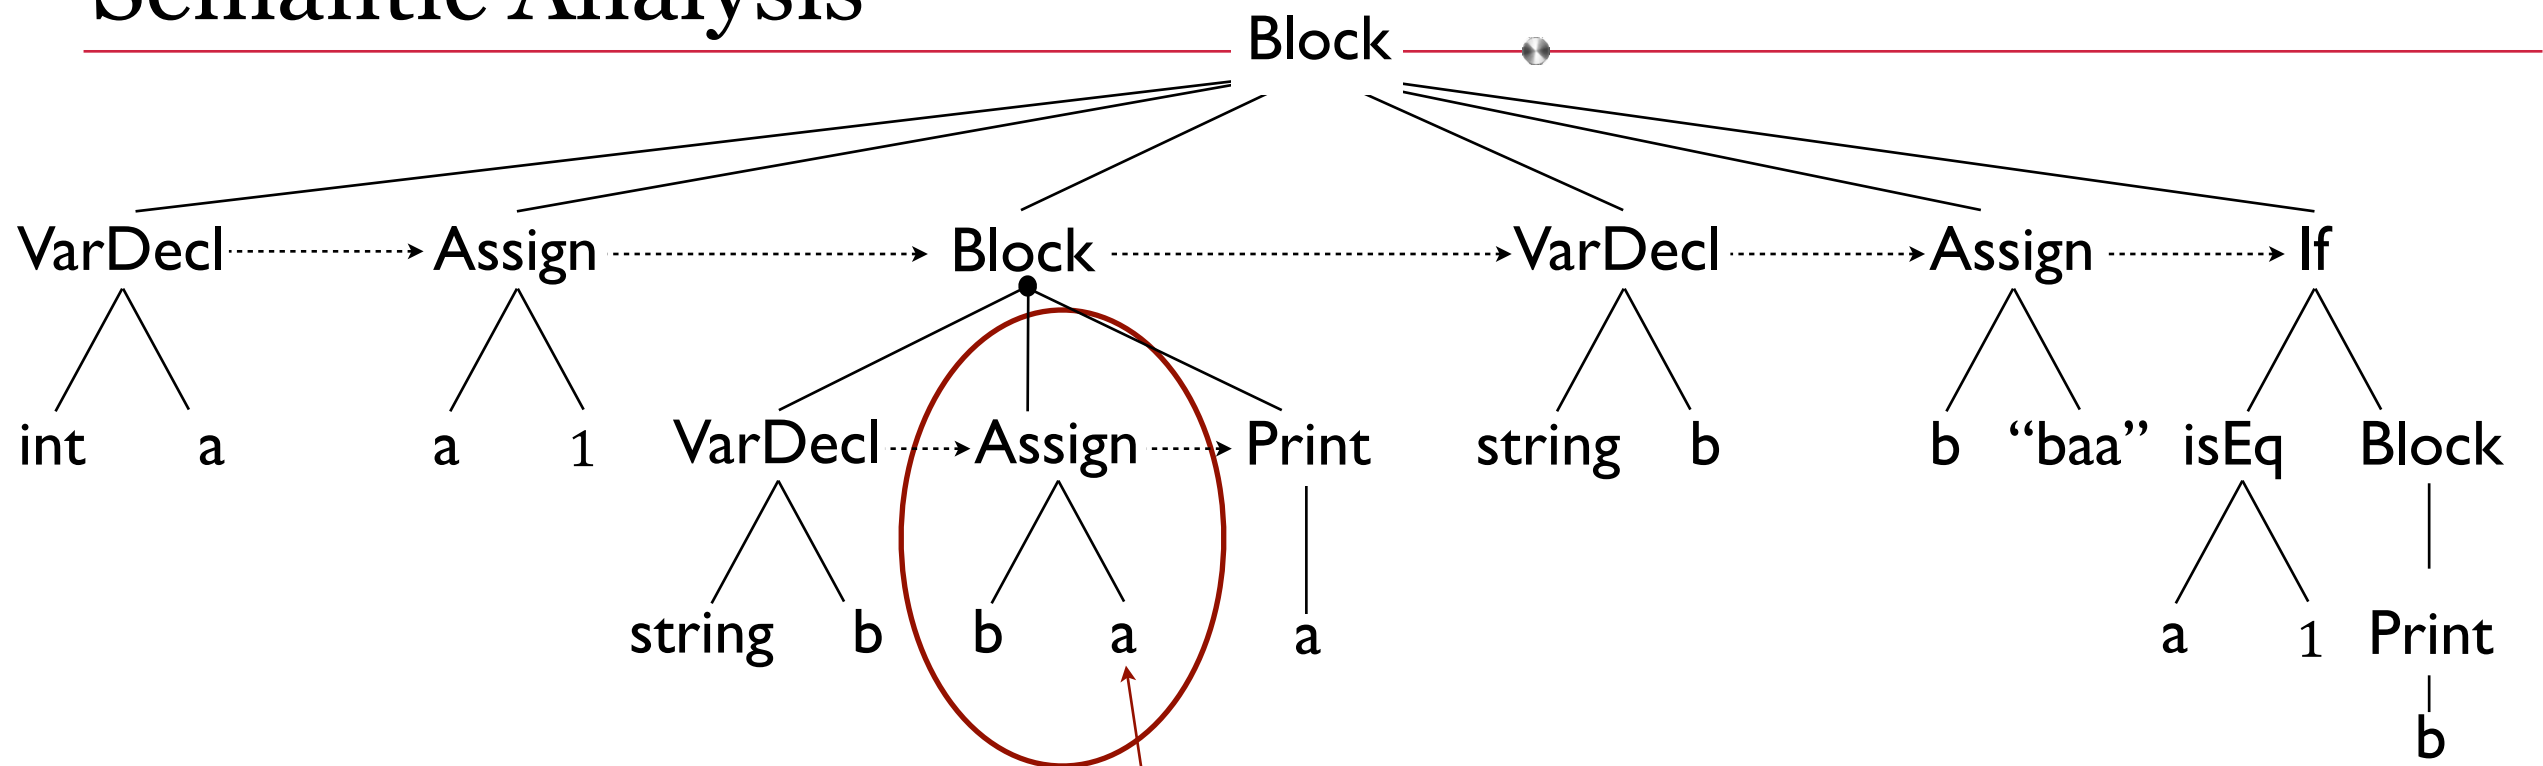 Semantic Analysis
Block
VarDecl Assign Block VarDecl Assign If
int a a 1 VarDecl Assign Print string b b “baa” isEq Block
string b b a a a 1 Print
b